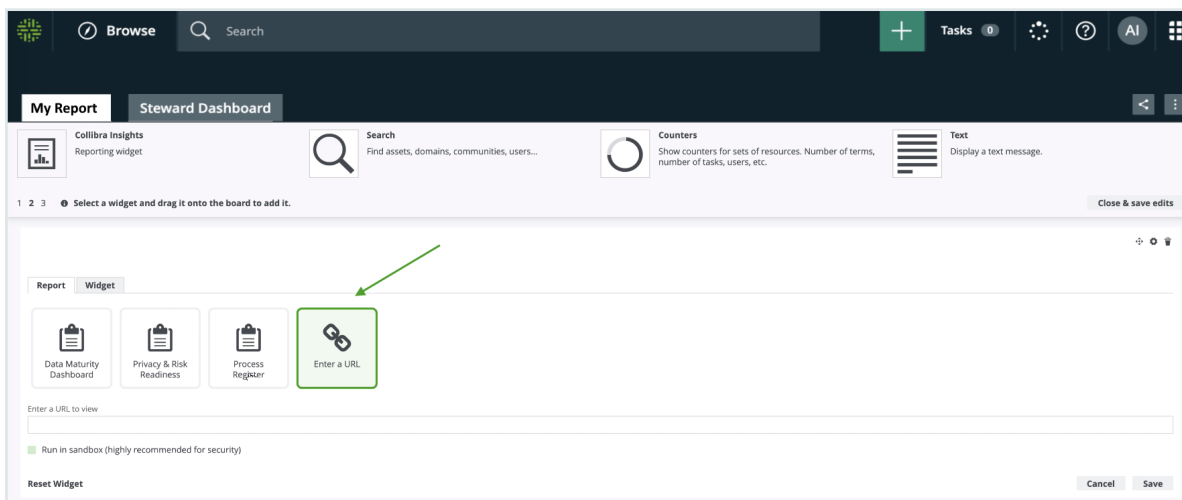 Browse
Search
Tasks 0
AI
My Report
Steward Dashboard
Collibra Insights
Reporting widget
Search
Find assets, domains, communities, users...
Counters
Show counters for sets of resources. Number of terms,
number of tasks, users, etc.
Text
Display a text message.
1 2 3 Select a widget and drag it onto the board to add it.
Close & save edits
Report
Widget
Data Maturity
Dashboard
Privacy & Risk
Readiness
Process
Register
Enter a URL
Enter a URL to view
Run in sandbox (highly recommended for security)
Reset Widget
Cancel
Save